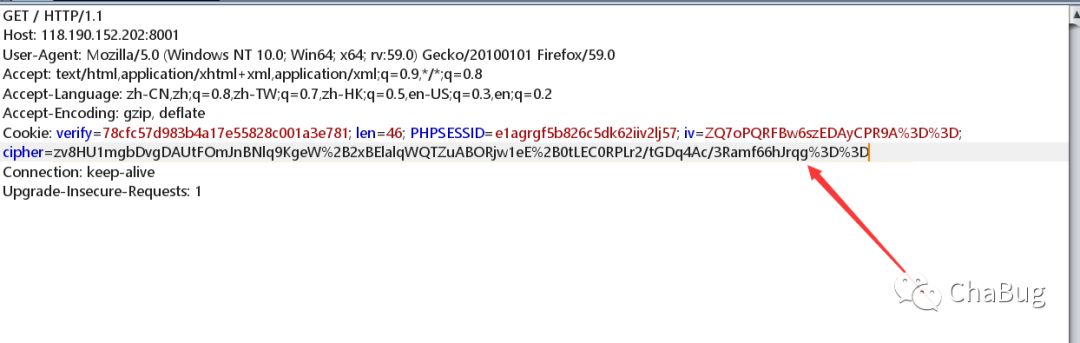 GET / HTTP/1.1
Host: 118.190.152.202:8001
User-Agent: Mozilla/5.0 (Windows NT 10.0; Win64; x64; rv:59.0) Gecko/20100101 Firefox/59.0
Accept: text/html,application/xhtml+xml,application/xml;q=0.9,*/*;q=0.8
Accept-Language: zh-CN,zh;q=0.8,zh-TW;q=0.7,zh-HK;q=0.5,en-US;q=0.3,en;q=0.2
Accept-Encoding: gzip, deflate
Cookie: verify=78cfc57d983b4a17e55828c001a3e781; len=46; PHPSESSID=e1agrgf5b826c5dk62iiv2lj57; iv=ZQ7oPQRFBw6szEDAyCPR9A%3D%3D;
cipher=zv8HU1mgbDvgDAUtFOmJnBNlq9KgeW%2B2xBElalqWQTZuABORjw1eE%2B0tLEC0RPLr2/tGDq4Ac/3Ramf66hJrqg%3D%3D
Connection: keep-alive
Upgrade-Insecure-Requests: 1
ChaBug